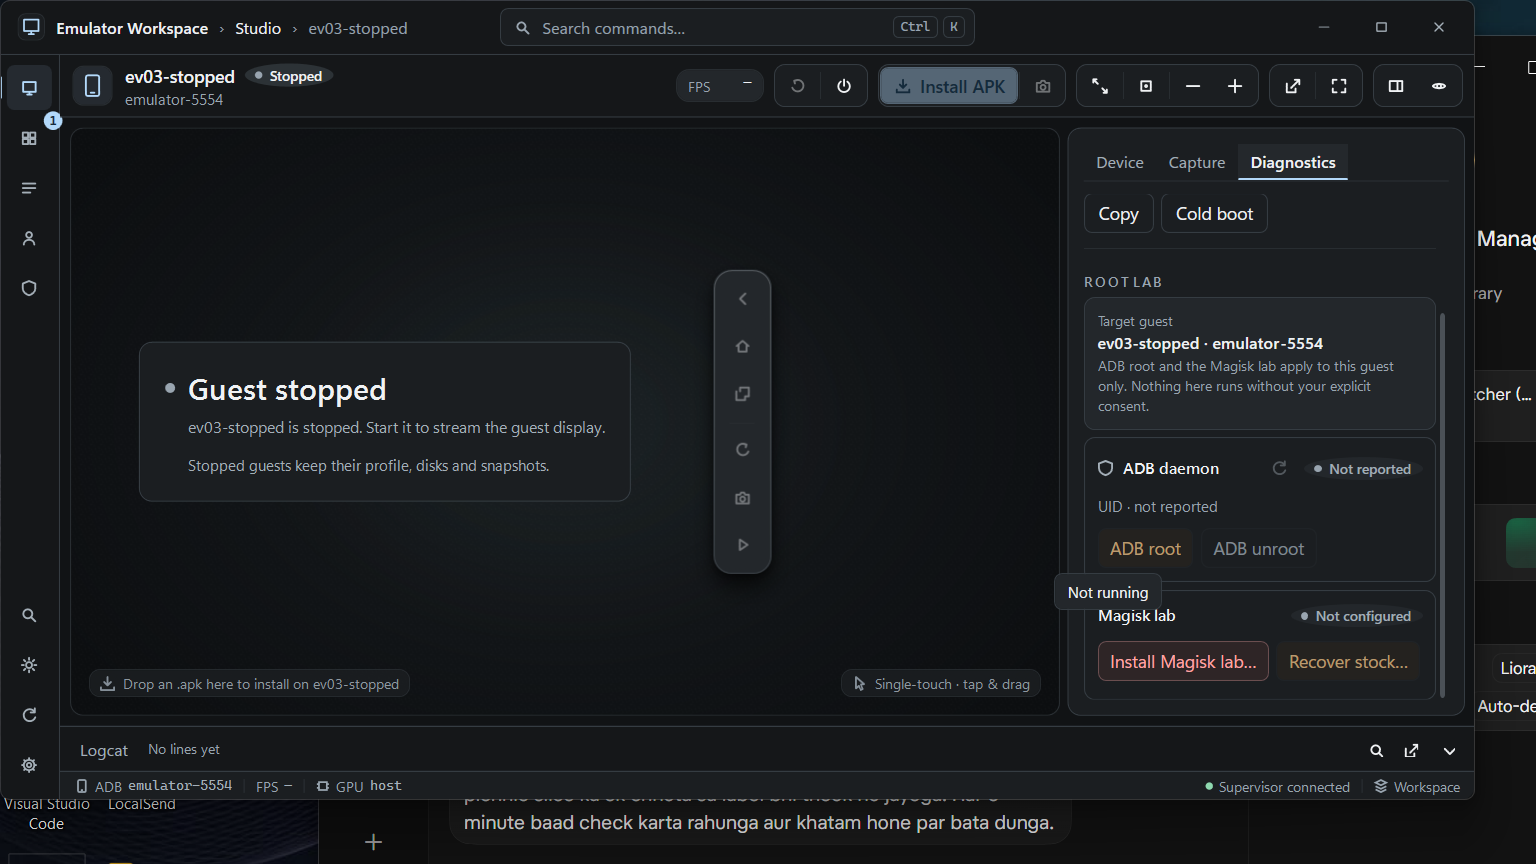 Emulator Workspace › Studio › ev03-stopped
Search commands...
Ctrl K
ev03-stopped
Stopped
emulator-5554
FPS –
Install APK
1
Guest stopped
ev03-stopped is stopped. Start it to stream the guest display.
Stopped guests keep their profile, disks and snapshots.
Drop an .apk here to install on ev03-stopped
Single-touch · tap & drag
Device Capture Diagnostics
Copy Cold boot
ROOT LAB
Target guest
ev03-stopped · emulator-5554
ADB root and the Magisk lab apply to this guest
only. Nothing here runs without your explicit
consent.
ADB daemon
Not reported
UID · not reported
ADB root ADB unroot
Not running
Magisk lab
Not configured
Install Magisk lab... Recover stock...
Logcat No lines yet
ADB emulator-5554 FPS – GPU host
Supervisor connected Workspace
Visual Studio
Code
LocalSend
minute baad check karta rahunga aur khatam hone par bata dunga.
Auto-de